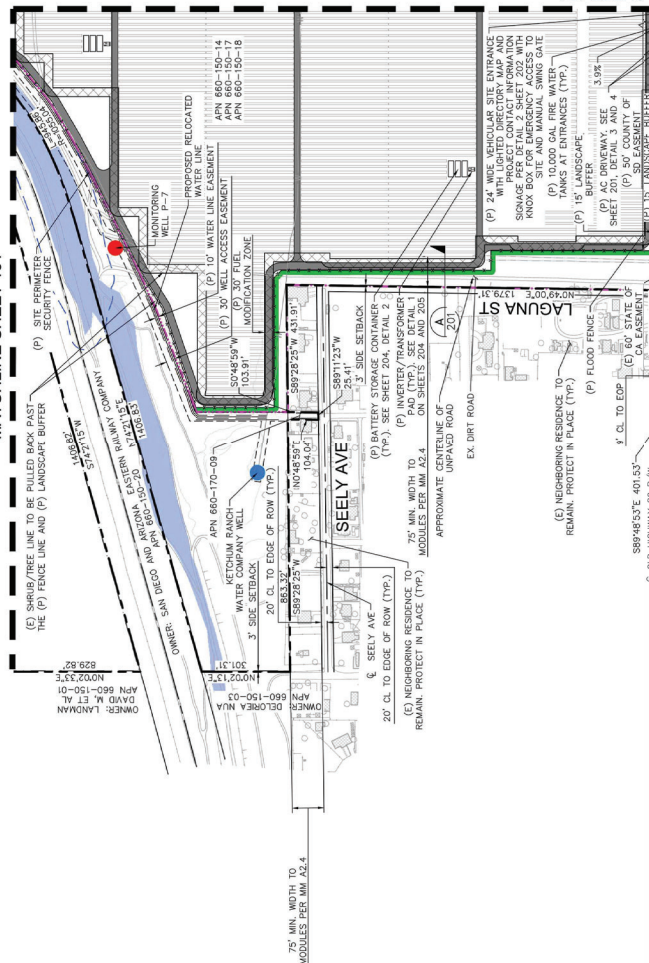 (E) SHRUB/TREE LINE TO BE PULLED BACK PAST
THE (P) FENCE LINE AND (P) LANDSCAPE BUFFER
(P) SITE PERIMETER
SECURITY FENCE
L=945.86'
R=1055.04'
MONITORING
WELL P-7
PROPOSED RELOCATED
WATER LINE
APN 660-150-14
APN 660-150-17
APN 660-150-18
(P) 10' WATER LINE EASEMENT
(P) 30' WELL ACCESS EASEMENT
(P) 30' FUEL
MODIFICATION ZONE
1406.82'
S74°21'15"W
OWNER: SAN DIEGO AND ARIZONA EASTERN RAILWAY COMPANY
APN 660-150-20
N74°21'15"E
1406.83'
S0°48'59"W
103.91'
S89°28'25"W 431.91'
S89°11'23"W
25.41'
3' SIDE SETBACK
(P) BATTERY STORAGE CONTAINER
(TYP.), SEE SHEET 204, DETAIL 2
(P) INVERTER/TRANSFORMER
PAD (TYP.). SEE DETAIL 1
ON SHEETS 204 AND 205
75' MIN. WIDTH TO
MODULES PER MM A2.4
APPROXIMATE CENTERLINE OF
UNPAVED ROAD
EX. DIRT ROAD
A
201
(P) 24' WIDE VEHICULAR SITE ENTRANCE
WITH LIGHTED DIRECTORY MAP AND
PROJECT CONTACT INFORMATION
SIGNAGE PER DETAIL 2 SHEET 202 WITH
KNOX BOX FOR EMERGENCY ACCESS TO
SITE AND MANUAL SWING GATE
(P) 10,000 GAL FIRE WATER
TANKS AT ENTRANCES (TYP.)
(P) 15' LANDSCAPE
BUFFER
3.9%
(P) AC DRIVEWAY. SEE
SHEET 201, DETAIL 3 AND 4
(P) 50' COUNTY OF
SD EASEMENT
(P) 15' LANDSCAPE BUFFER
N0°49'00"E
1379.31'
LAGUNA ST
(P) FLOOD FENCE
(E) 60' STATE OF
CA EASEMENT
CL TO EOP
S89°48'53"E 401.53'
(E) NEIGHBORING RESIDENCE TO
REMAIN. PROTECT IN PLACE (TYP.)
APN 660-170-09
KETCHUM RANCH
WATER COMPANY WELL
20' CL TO EDGE OF ROW (TYP.)
3' SIDE SETBACK
N0°48'59"E
104.04'
S89°28'25"W
863.32'
SEELY AVE
℄ SEELY AVE
20' CL TO EDGE OF ROW (TYP.)
(E) NEIGHBORING RESIDENCE TO
REMAIN. PROTECT IN PLACE (TYP.)
N0°02'33"E
829.82'
OWNER: LANDMAN
DAVID M, ET AL
APN 660-150-01
N0°02'13"E
301.31'
OWNER: DELORIEA NUA
APN 660-150-03
75' MIN. WIDTH TO
MODULES PER MM A2.4